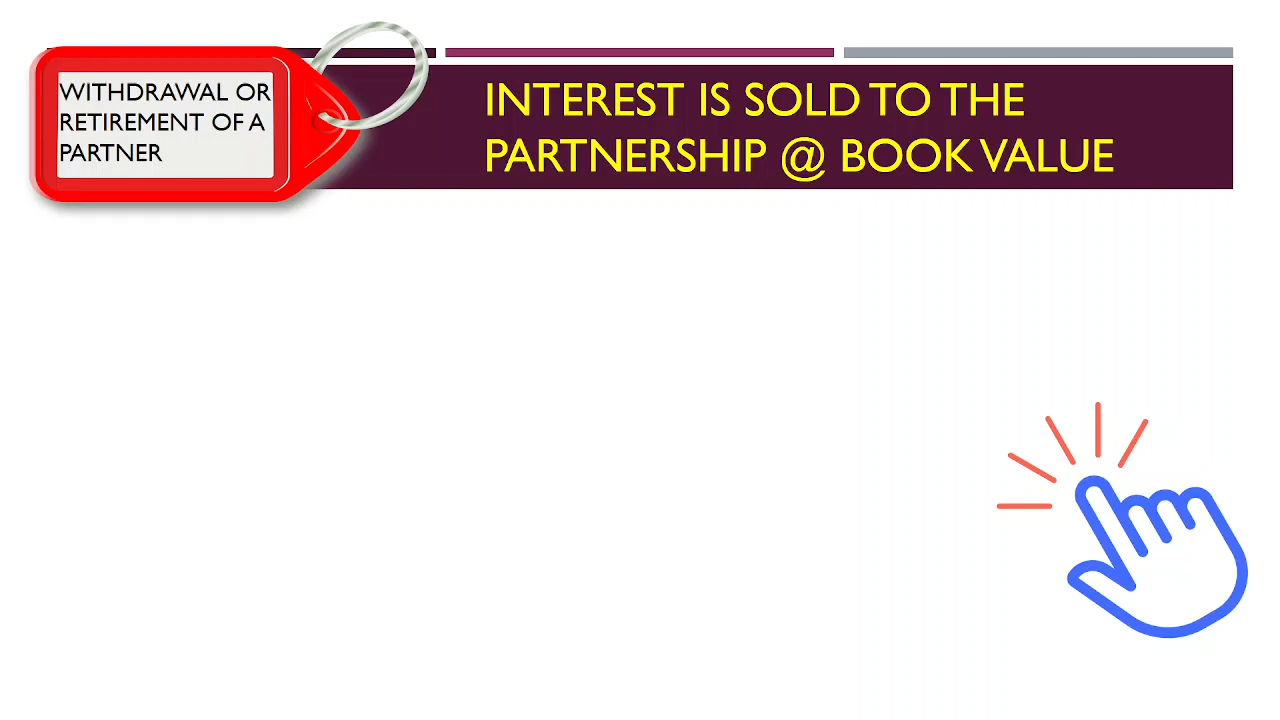 WITHDRAWAL OR
RETIREMENT OF A
PARTNER
INTEREST IS SOLD TO THE
PARTNERSHIP @ BOOK VALUE